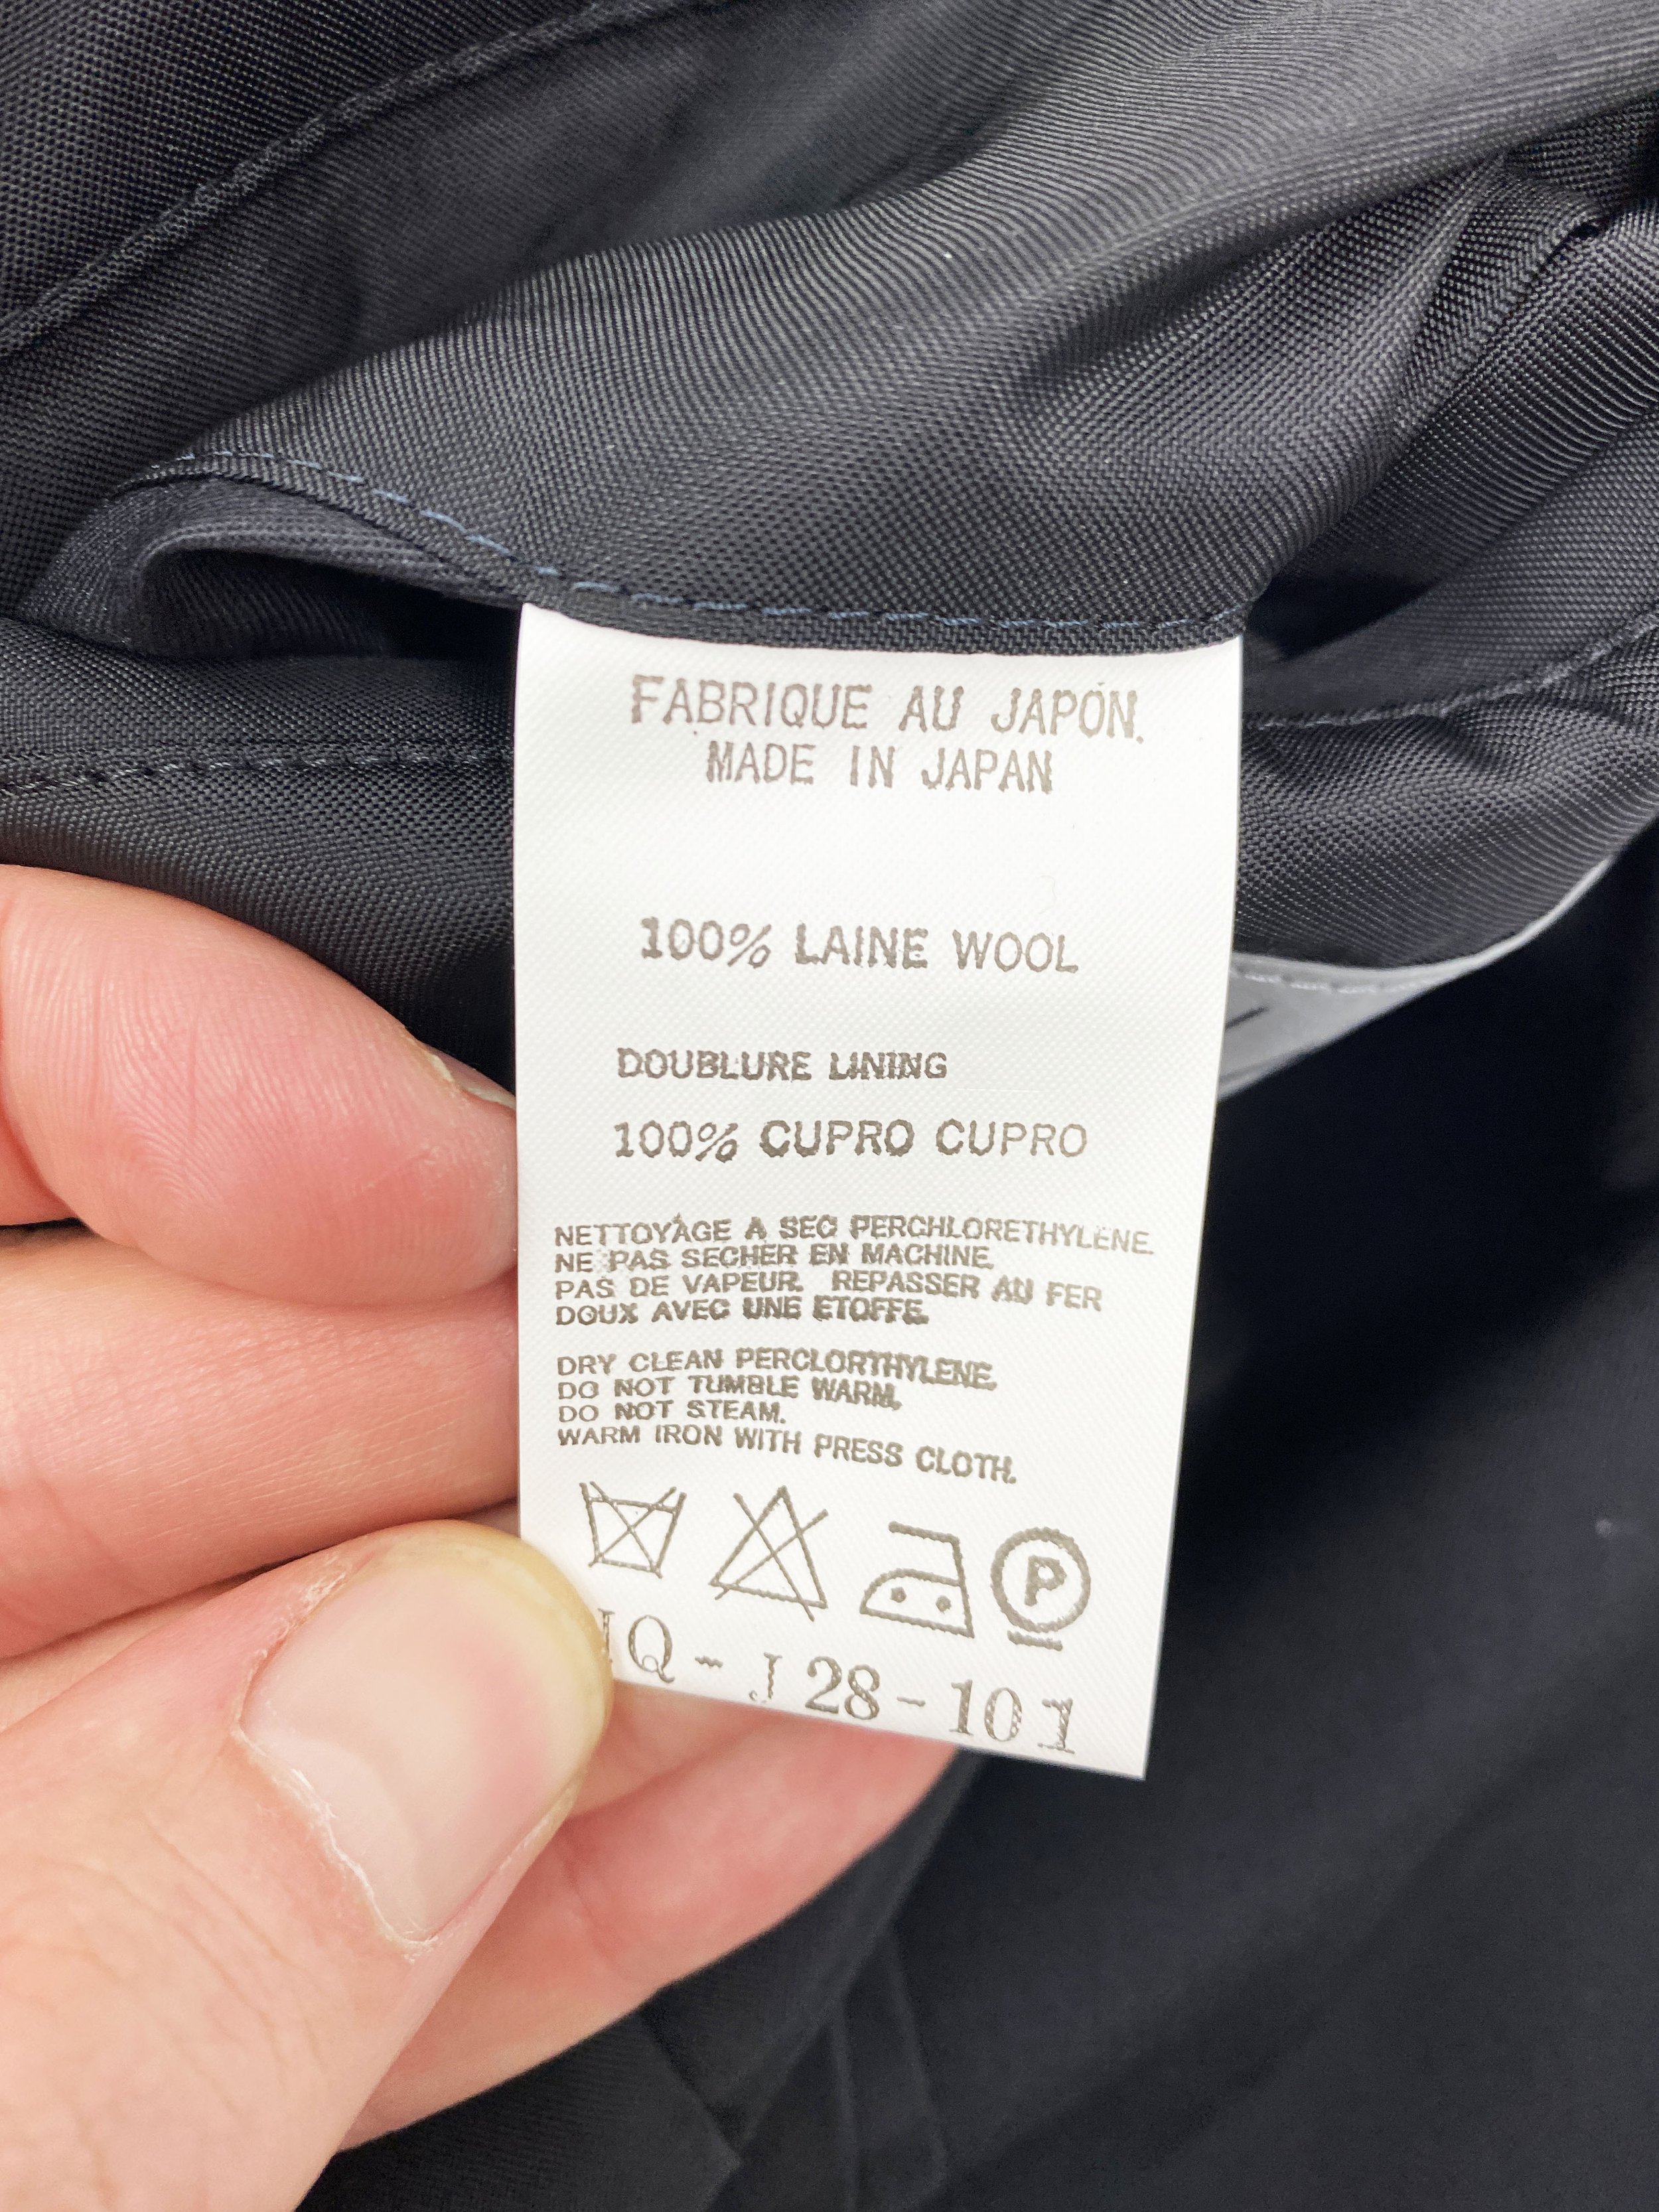 FABRIQUE AU JAPON.
MADE IN JAPAN
100% LAINE WOOL
DOUBLURE LINING
100% CUPRO CUPRO
NETTOYAGE A SEC PERCHLORETHYLENE.
NE PAS SECHER EN MACHINE.
PAS DE VAPEUR. REPASSER AU FER
DOUX AVEC UNE ETOFFE.
DRY CLEAN PERCLORTHYLENE.
DO NOT TUMBLE WARM.
DO NOT STEAM.
WARM IRON WITH PRESS CLOTH.
P
Q-J28-101